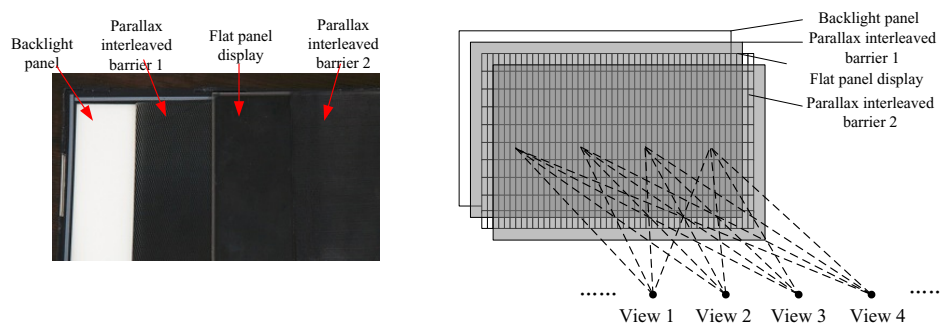 Backlight
panel
Parallax
interleaved
barrier 1
Flat panel
display
Parallax
interleaved
barrier 2
Backlight panel
Parallax interleaved
barrier 1
Flat panel display
Parallax interleaved
barrier 2
......
View 1
View 2
View 3
View 4
.....